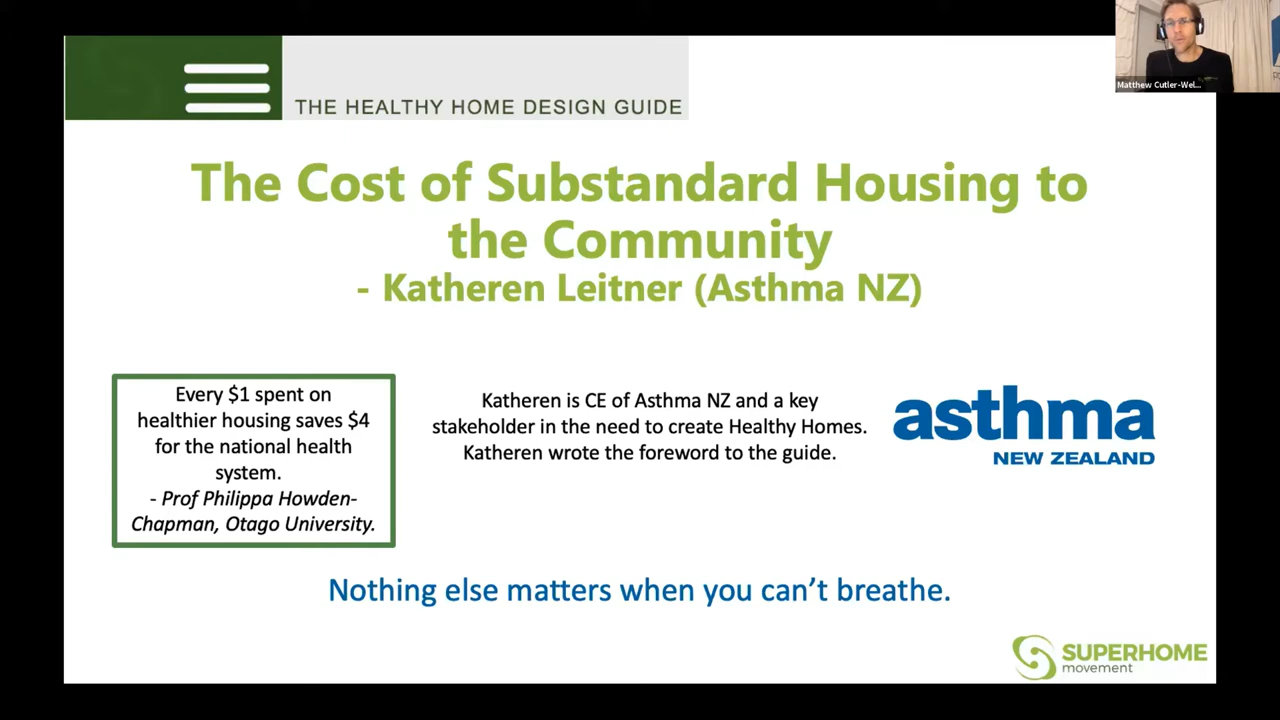 THE HEALTHY HOME DESIGN GUIDE
Matthew Cutler-Wel...
The Cost of Substandard Housing to
the Community
- Katheren Leitner (Asthma NZ)
Every $1 spent on
healthier housing saves $4
for the national health
system.
- Prof Philippa Howden-
Chapman, Otago University.
Katheren is CE of Asthma NZ and a key
stakeholder in the need to create Healthy Homes.
Katheren wrote the foreword to the guide.
asthma
NEW ZEALAND
Nothing else matters when you can’t breathe.
SUPERHOME
movement